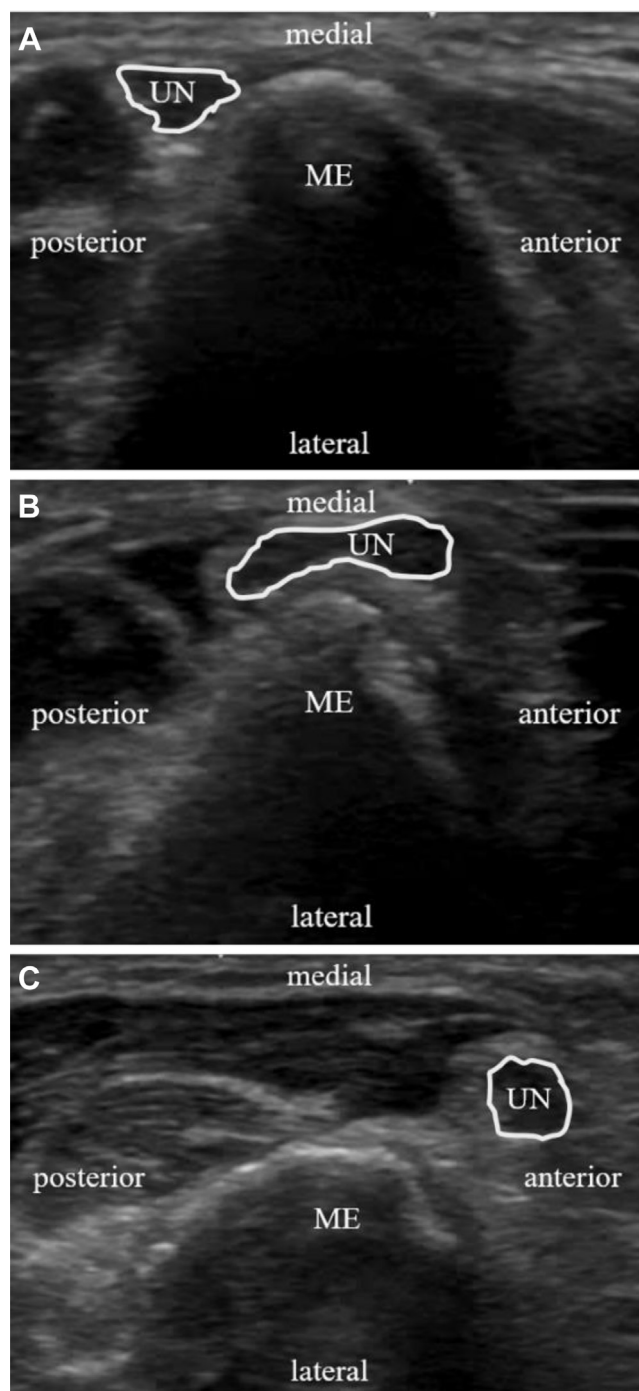 A
medial
UN
ME
posterior
anterior
lateral
B
medial
UN
ME
posterior
anterior
lateral
C
medial
UN
posterior
anterior
ME
lateral